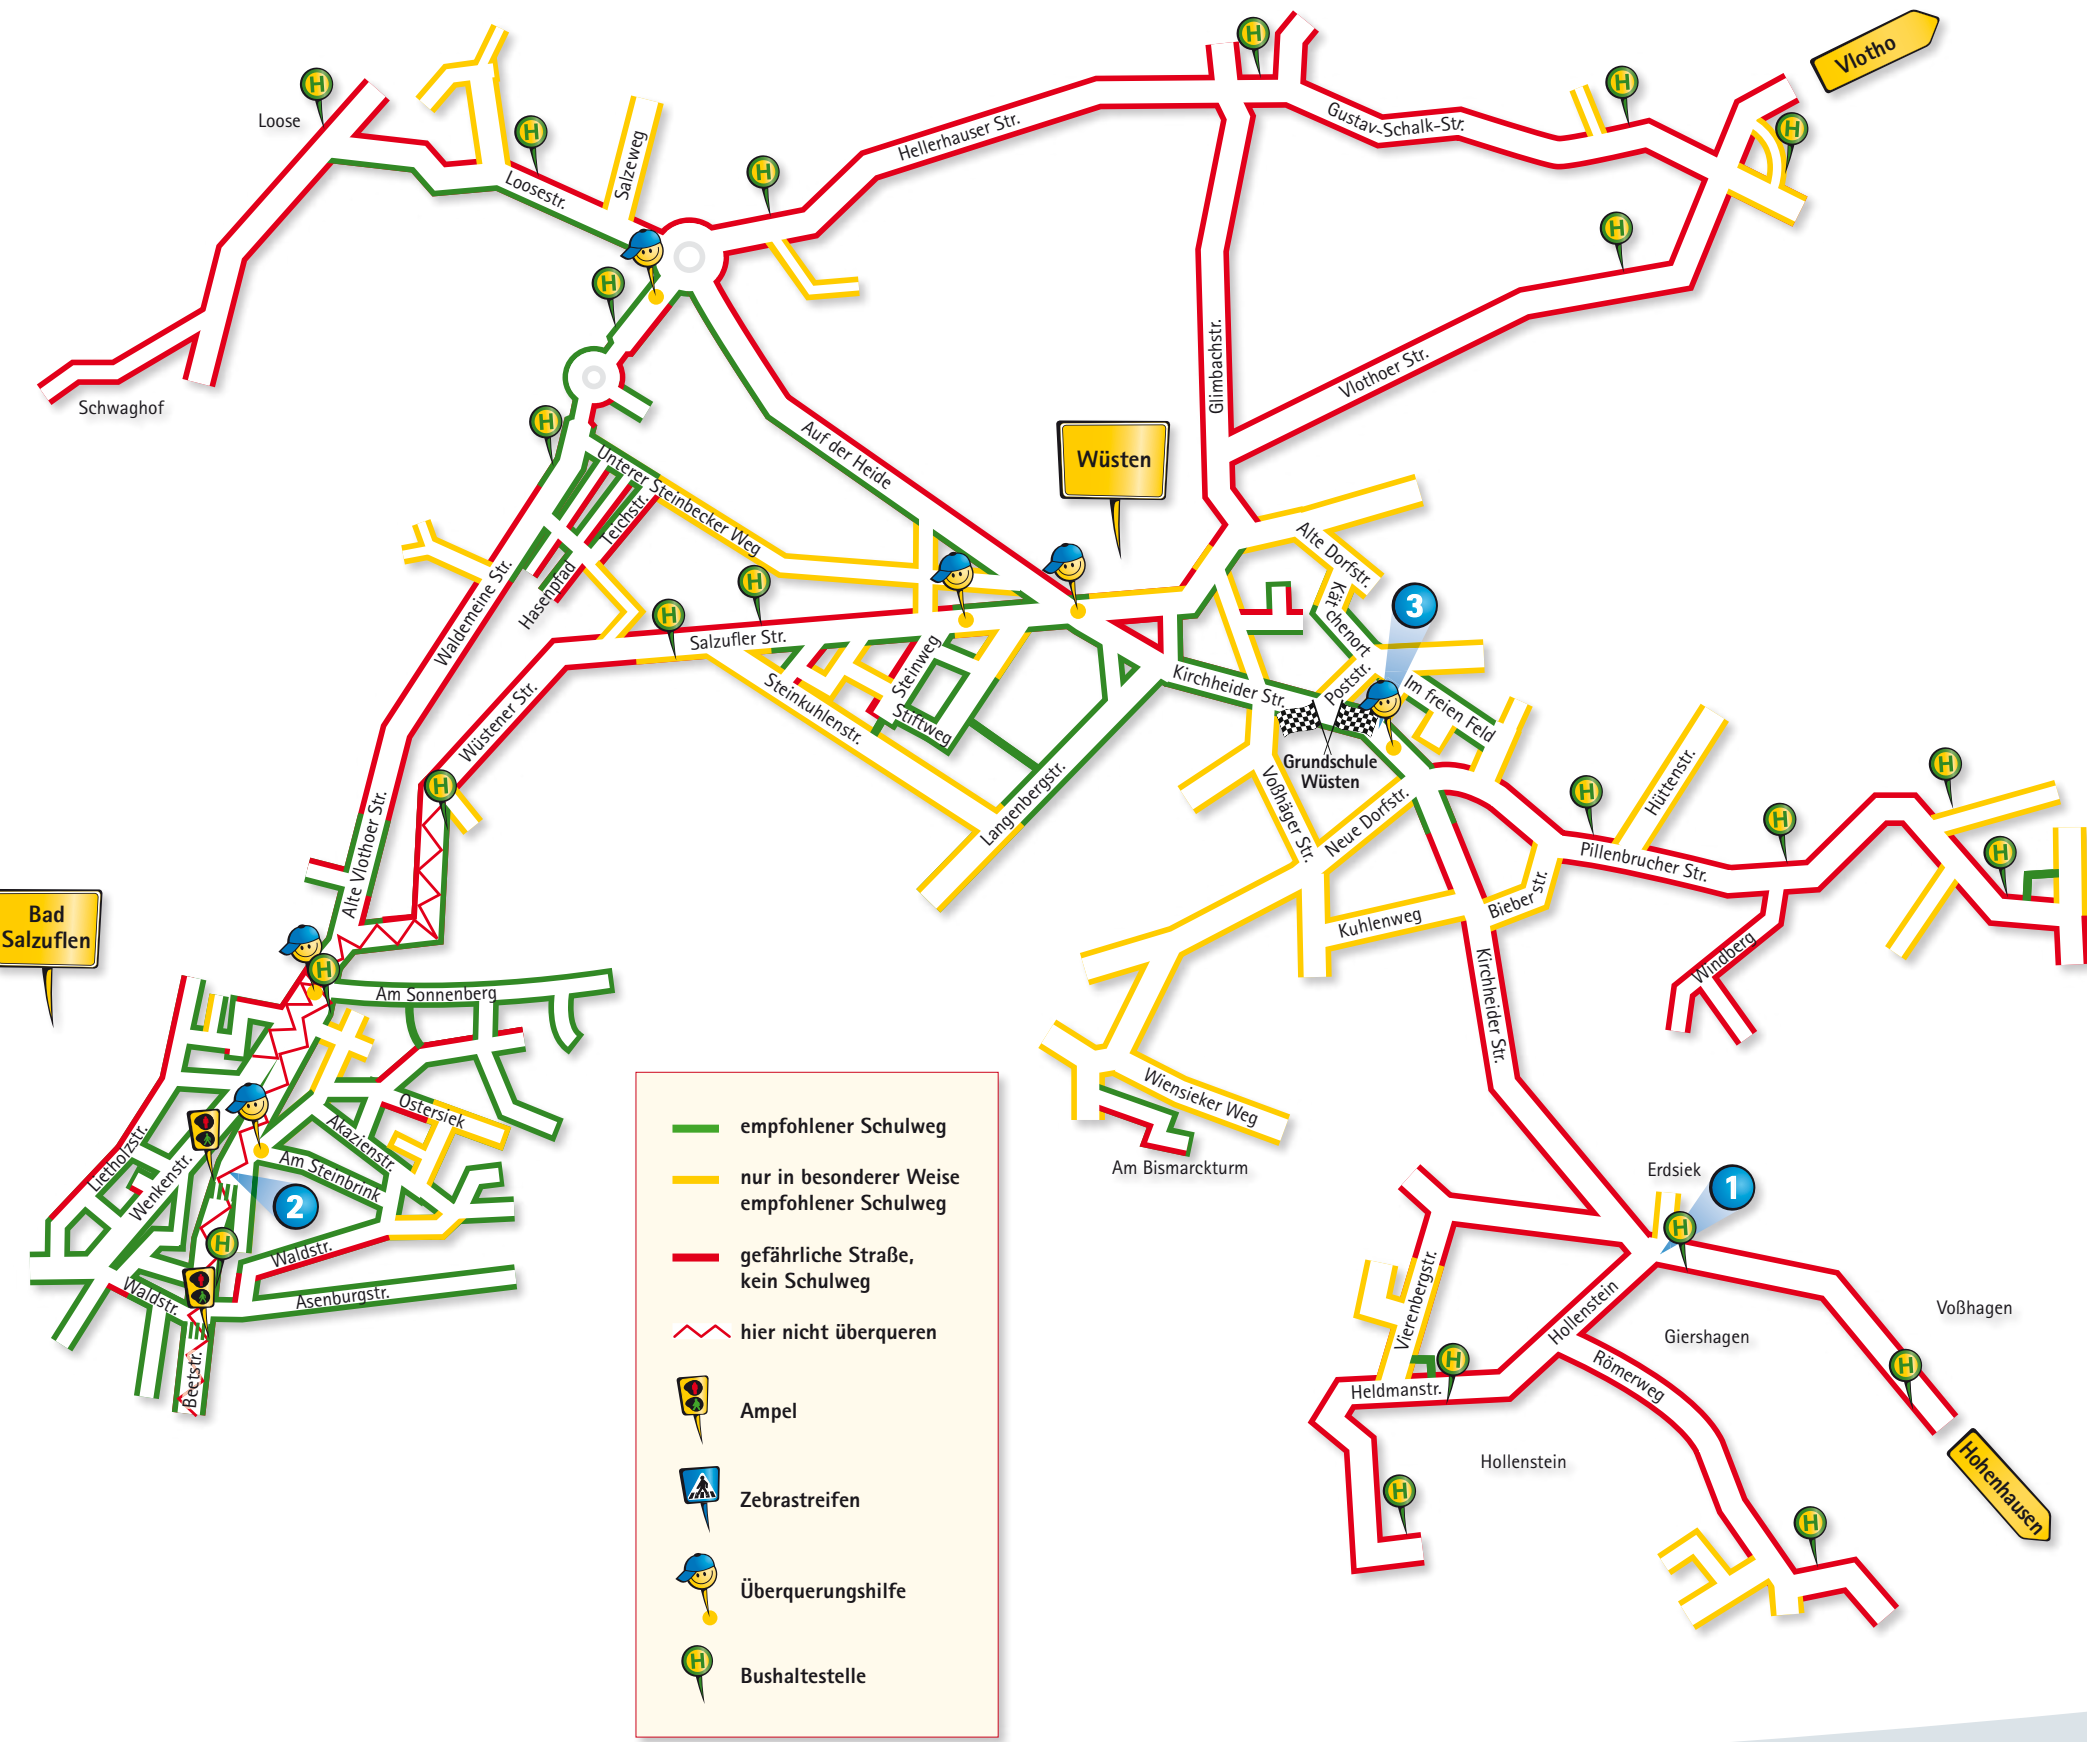 H
H
Vlotho
H
Loose
H
Gustav-Schalk-Str.
H
Hellerhauser Str.
Salzeweg
H
Loosestr.
H
H
Schwaghof
Glimbachstr.
Vlothoer Str.
H
Auf der Heide
Wüsten
Unterer Steinbecker Weg
Teichstr.
Alte Dorfstr.
Hasenpfad
Waldemeine Str.
H
H
Salzufler Str.
Kätchenort
3
Steinweg
Kirchheider Str.
Poststr.
Im freien Feld
Steinkuhlenstr.
Stiftweg
Wüstener Str.
Grundschule
Wüsten
H
Langenbergstr.
Voßhäger Str.
Neue Dorfstr.
Hüttenstr.
H
H
H
H
Pillenbrucher Str.
Alte Vlothoer Str.
Bieberstr.
Kuhlenweg
Windberg
Bad
Salzuflen
H
Am Sonnenberg
Kirchheider Str.
Wiensieker Weg
Am Bismarckturm
Ostersiek
Akazienstr.
Lietholzstr.
Wenkenstr.
Am Steinbrink
2
H
Waldstr.
Waldstr.
Asenburgstr.
Beetstr.
empfohlener Schulweg
nur in besonderer Weise
empfohlener Schulweg
gefährliche Straße,
kein Schulweg
hier nicht überqueren
Ampel
Zebrastreifen
Überquerungshilfe
H
Bushaltestelle
Erdsiek
1
H
Vierenbergstr.
Hollenstein
Giershagen
Voßhagen
H
Heldmanstr.
H
Römerweg
H
Hollenstein
H
H
Hohenhausen